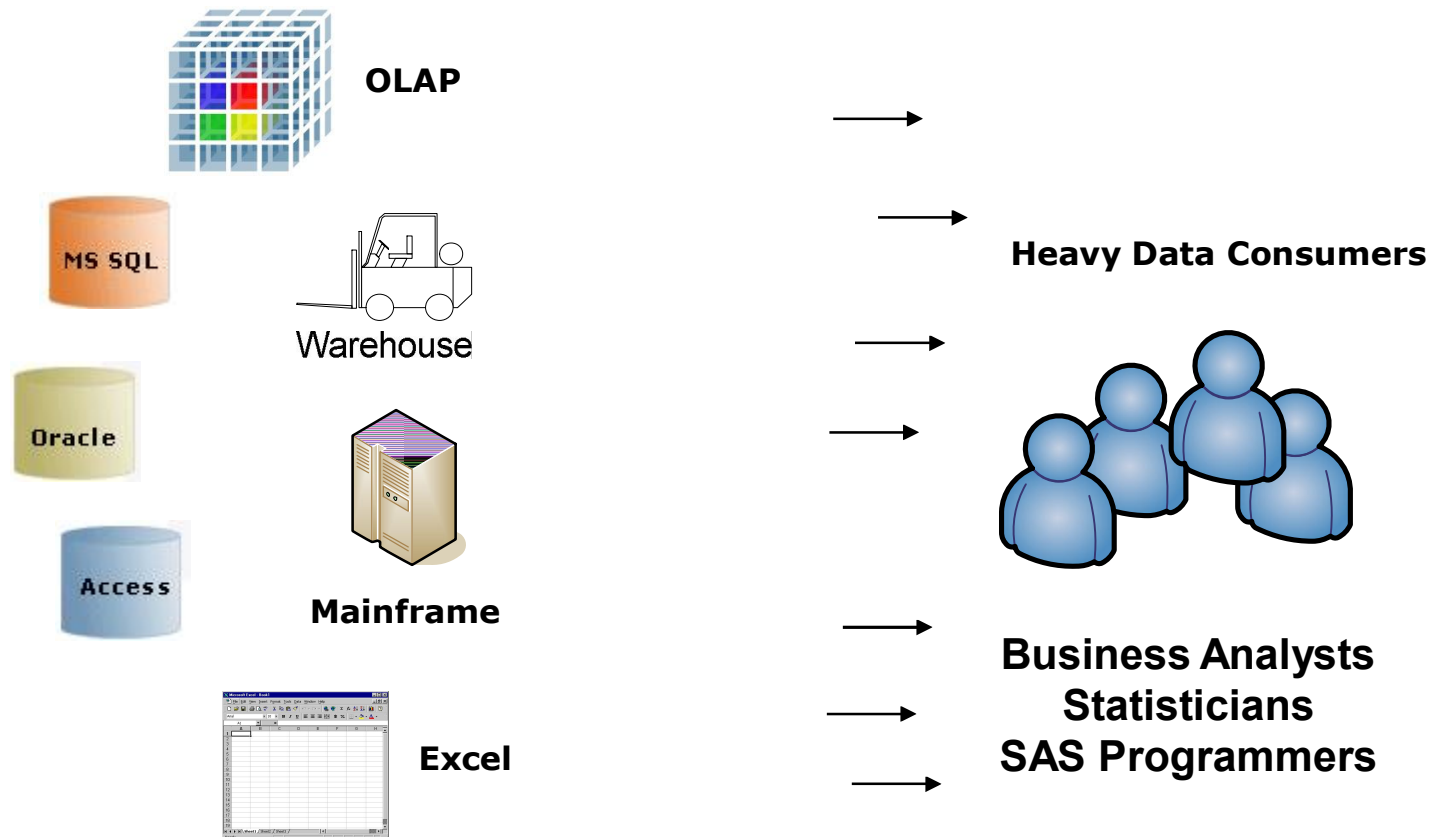 OLAP
MS SQL
Warehouse
Heavy Data Consumers
Oracle
Access
Mainframe
Business Analysts
Statisticians
SAS Programmers
Excel